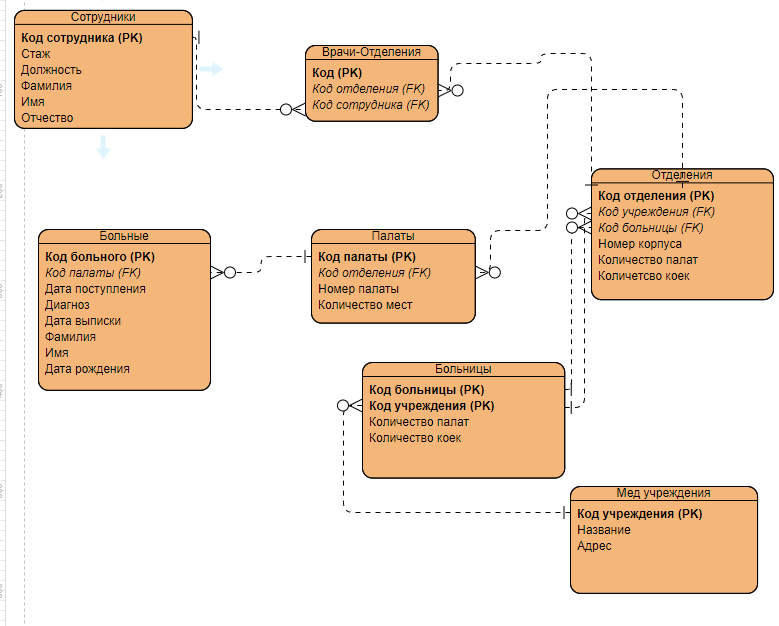 Сотрудники
Код сотрудника (PK)
Стаж
Должность
Фамилия
Имя
Отчество
Врачи-Отделения
Код (PK)
Код отделения (FK)
Код сотрудника (FK)
Отделения
Код отделения (PK)
Код учреждения (FK)
Код больницы (FK)
Номер корпуса
Количество палат
Количетсво коек
Больные
Код больного (PK)
Код палаты (FK)
Дата поступления
Диагноз
Дата выписки
Фамилия
Имя
Дата рождения
Палаты
Код палаты (PK)
Код отделения (FK)
Номер палаты
Количество мест
Больницы
Код больницы (PK)
Код учреждения (PK)
Количество палат
Количество коек
Мед учреждения
Код учреждения (PK)
Название
Адрес